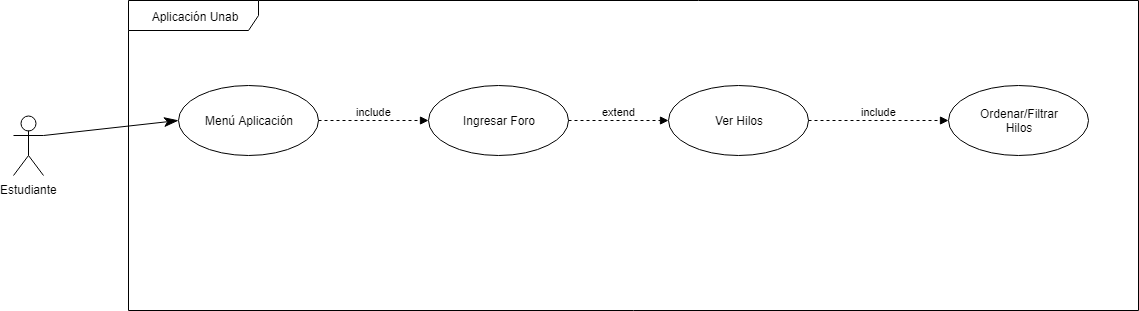 Aplicación Unab
Menú Aplicación
include
Ingresar Foro
extend
Ver Hilos
include
Ordenar/Filtrar
Hilos
Estudiante